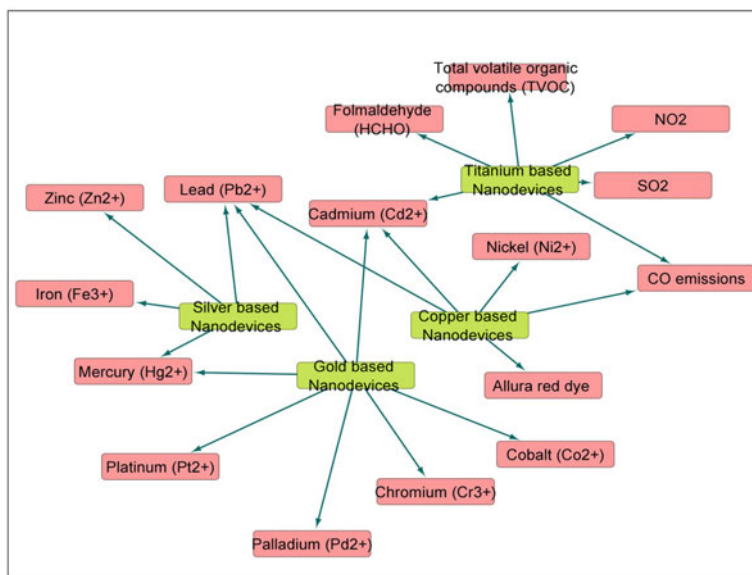 Total volatile organic
compounds (TVOC)
Folmaldehyde
(HCHO)
NO2
Titanium based
Nanodevices
SO2
Zinc (Zn2+)
Lead (Pb2+)
Cadmium (Cd2+)
Nickel (Ni2+)
CO emissions
Iron (Fe3+)
Silver based
Nanodevices
Copper based
Nanodevices
Mercury (Hg2+)
Gold based
Nanodevices
Allura red dye
Platinum (Pt2+)
Cobalt (Co2+)
Chromium (Cr3+)
Palladium (Pd2+)